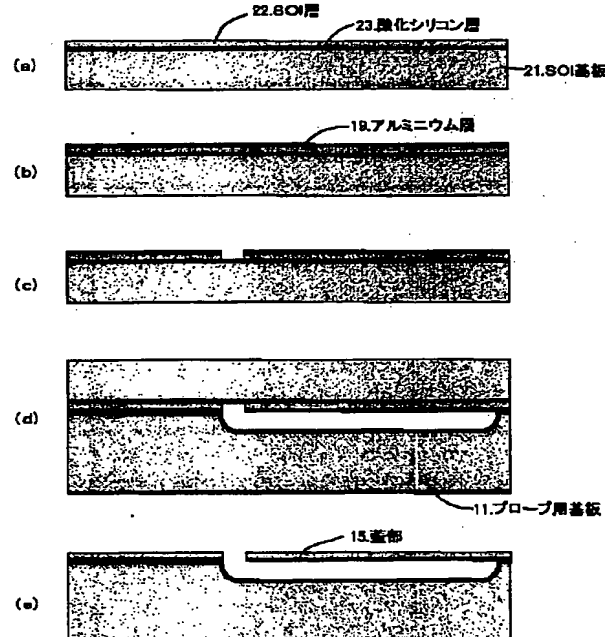 22.SOI層
23.酸化シリコン層
(a)
21.SOI基板
19.アルミニウム膜
(b)
(c)
(d)
11.プローブ用基板
15.蓋部
(e)